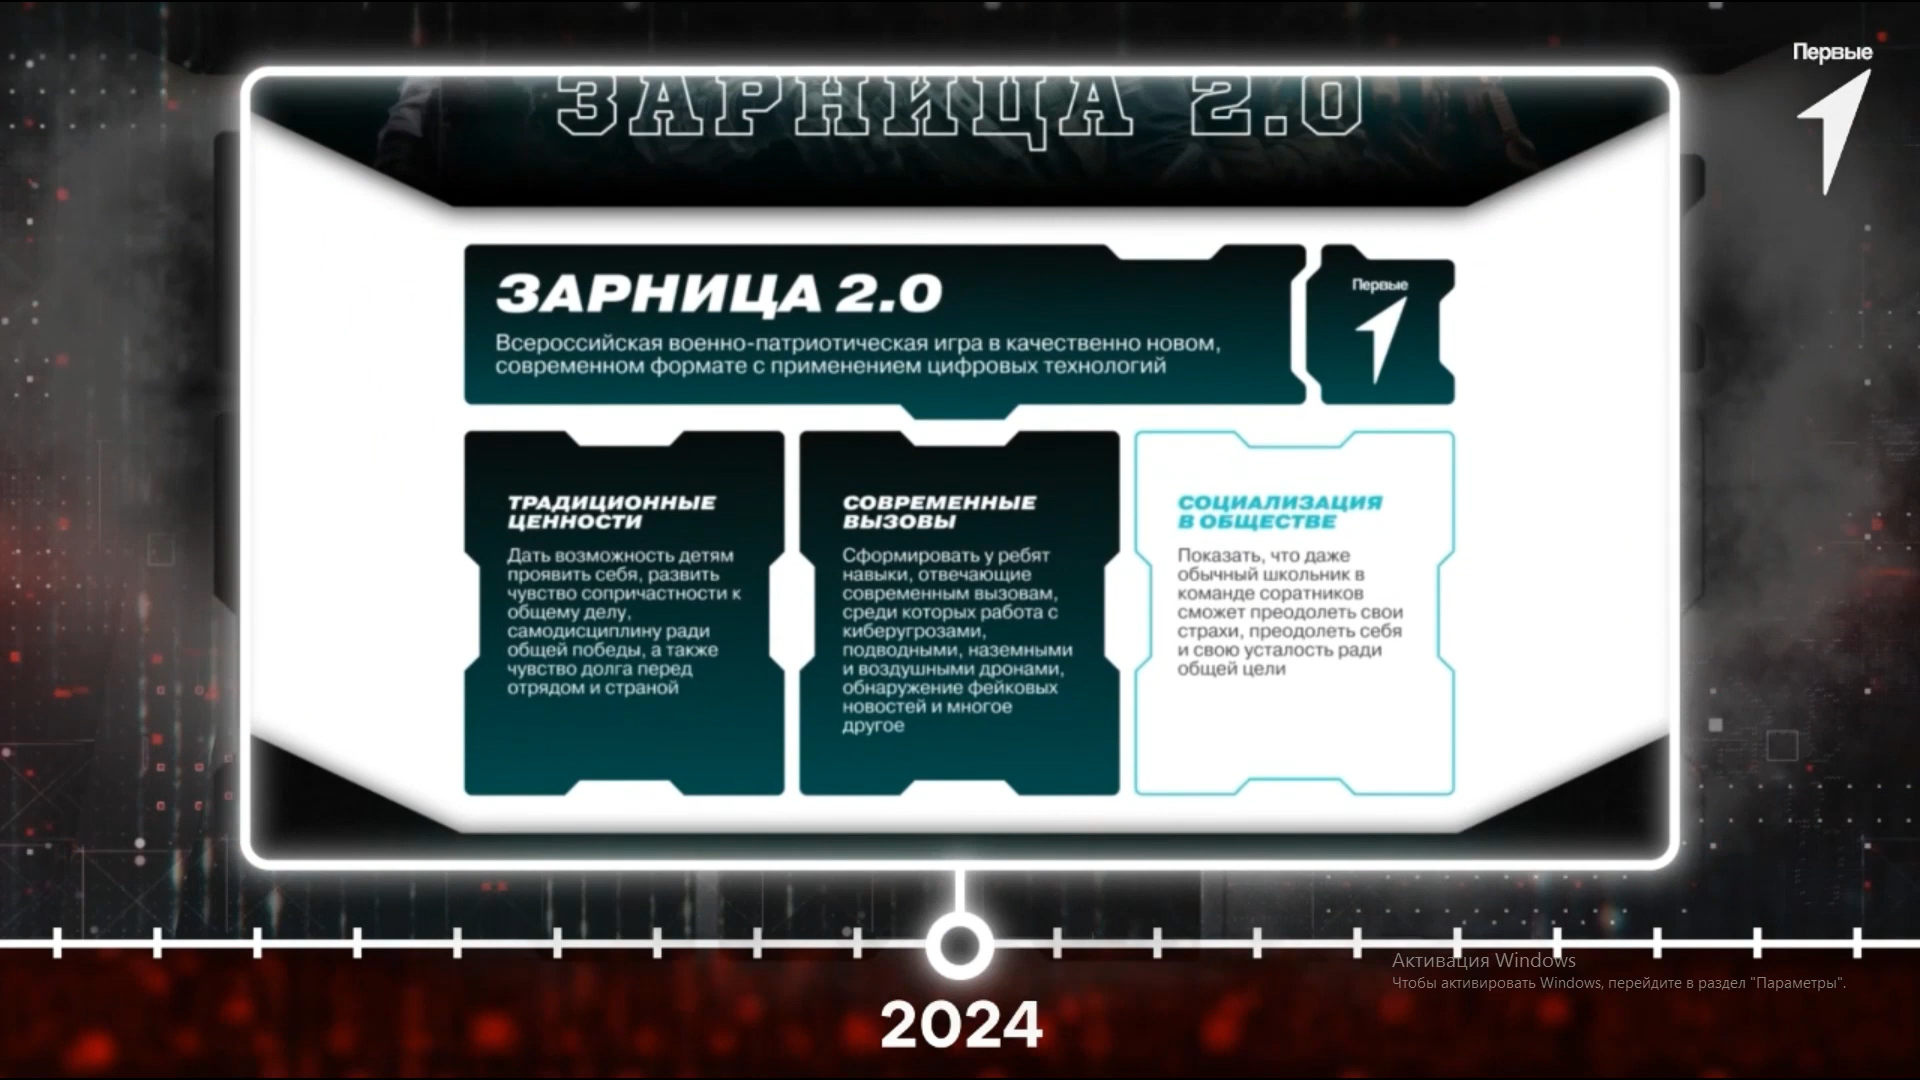 Первые
ЗАРНИЦА 2.0
ЗАРНИЦА 2.0
Всероссийская военно-патриотическая игра в качественно новом,
современном формате с применением цифровых технологий
Первые
ТРАДИЦИОННЫЕ
ЦЕННОСТИ
Дать возможность детям
проявить себя, развить
чувство сопричастности к
общему делу,
самодисциплину ради
общей победы, а также
чувство долга перед
отрядом и страной
СОВРЕМЕННЫЕ
ВЫЗОВЫ
Сформировать у ребят
навыки, отвечающие
современным вызовам,
среди которых работа с
киберугрозами,
подводными, наземными
и воздушными дронами,
обнаружение фейковых
новостей и многое
другое
СОЦИАЛИЗАЦИЯ
В ОБЩЕСТВЕ
Показать, что даже
обычный школьник в
команде соратников
сможет преодолеть свои
страхи, преодолеть себя
и свою усталость ради
общей цели
Активация Windows
Чтобы активировать Windows, перейдите в раздел "Параметры".
2024